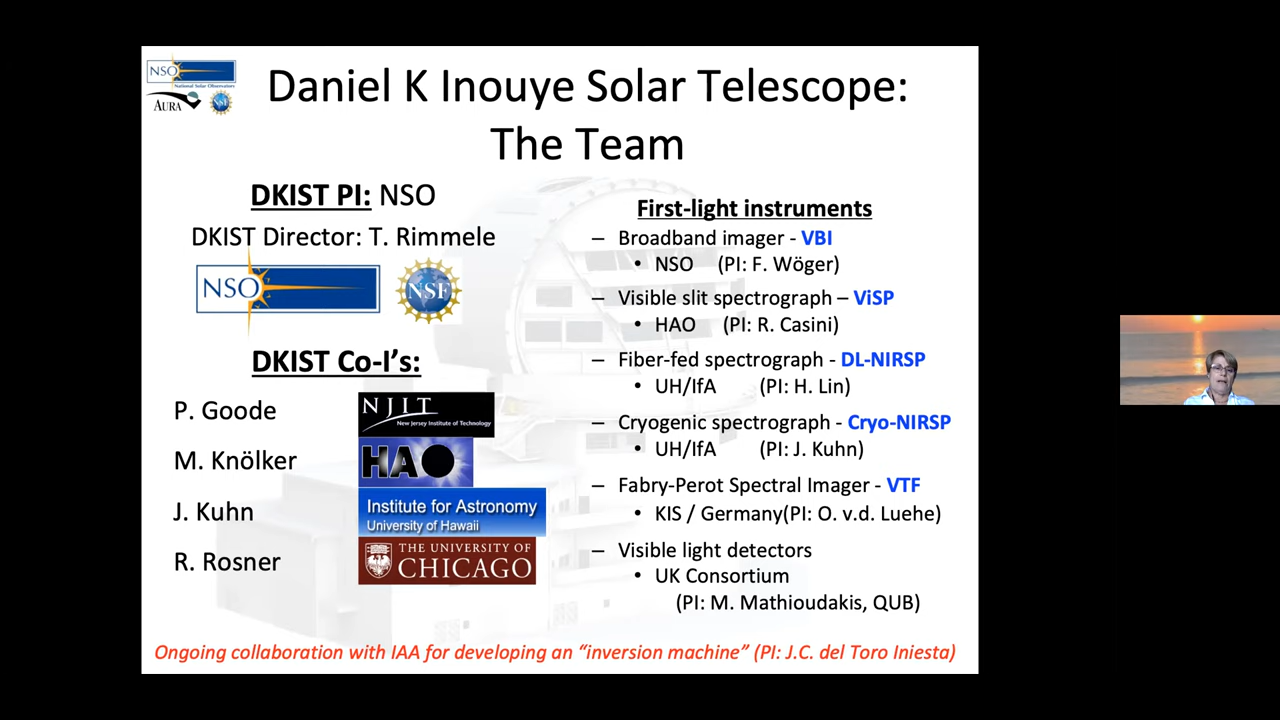 NSO
National Solar Observatory
AURA
NSF
Daniel K Inouye Solar Telescope:
The Team
DKIST PI: NSO
DKIST Director: T. Rimmele
NSO
NSF
DKIST Co-I’s:
P. Goode
NJIT
New Jersey Institute of Technology
M. Knölker
HAO
J. Kuhn
Institute for Astronomy
University of Hawaii
R. Rosner
THE UNIVERSITY OF
CHICAGO
First-light instruments
– Broadband imager - VBI
• NSO (PI: F. Wöger)
– Visible slit spectrograph – ViSP
• HAO (PI: R. Casini)
– Fiber-fed spectrograph - DL-NIRSP
• UH/IfA (PI: H. Lin)
– Cryogenic spectrograph - Cryo-NIRSP
• UH/IfA (PI: J. Kuhn)
– Fabry-Perot Spectral Imager - VTF
• KIS / Germany(PI: O. v.d. Luehe)
– Visible light detectors
• UK Consortium
(PI: M. Mathioudakis, QUB)
Ongoing collaboration with IAA for developing an “inversion machine” (PI: J.C. del Toro Iniesta)